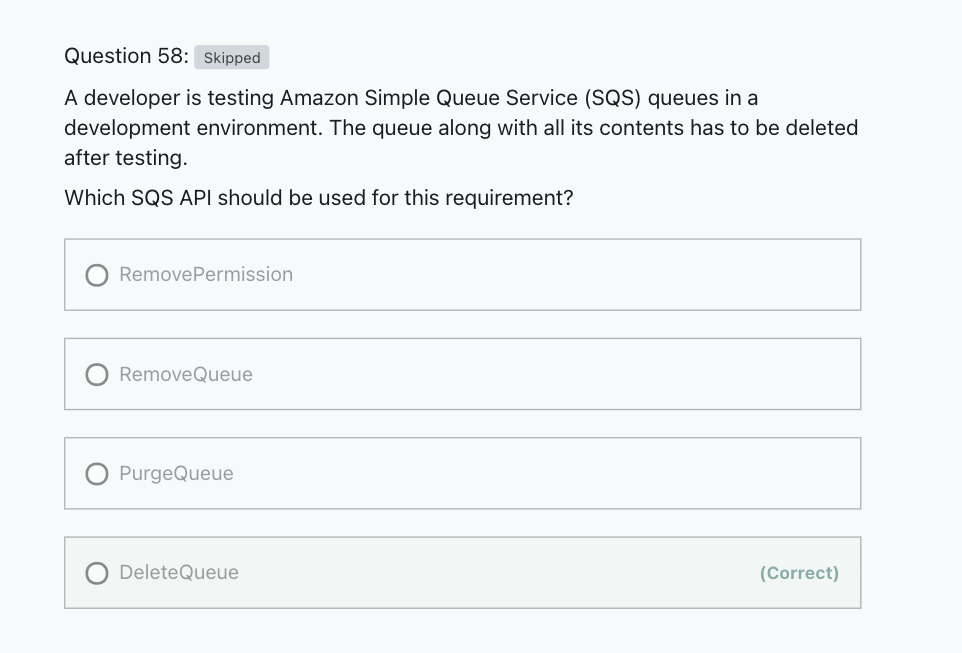 Question 58: Skipped
A developer is testing Amazon Simple Queue Service (SQS) queues in a
development environment. The queue along with all its contents has to be deleted
after testing.
Which SQS API should be used for this requirement?
RemovePermission
RemoveQueue
PurgeQueue
DeleteQueue (Correct)